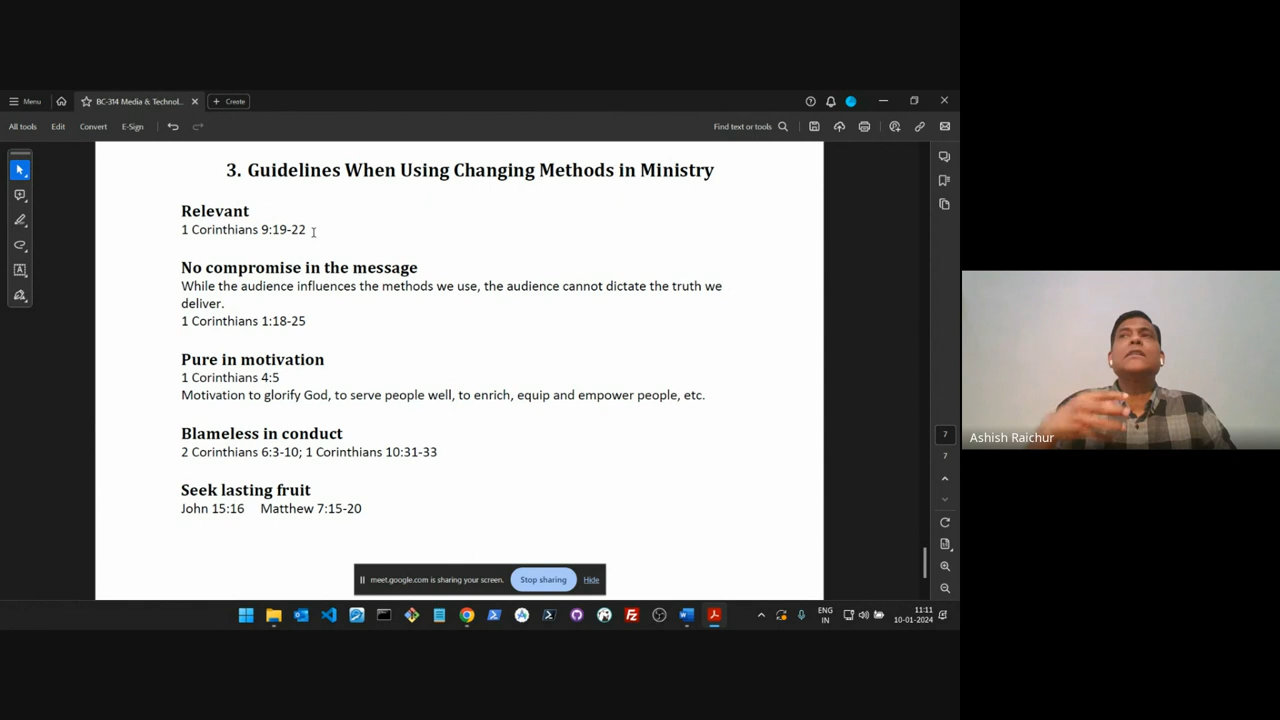 Menu
BC-314 Media & Technol...
Create
All tools
Edit
Convert
E-Sign
Find text or tools
3. Guidelines When Using Changing Methods in Ministry
Relevant
1 Corinthians 9:19-22
No compromise in the message
While the audience influences the methods we use, the audience cannot dictate the truth we
deliver.
1 Corinthians 1:18-25
Pure in motivation
1 Corinthians 4:5
Motivation to glorify God, to serve people well, to enrich, equip and empower people, etc.
Blameless in conduct
2 Corinthians 6:3-10; 1 Corinthians 10:31-33
Seek lasting fruit
John 15:16 Matthew 7:15-20
7
7
Ashish Raichur
meet.google.com is sharing your screen.
Stop sharing
Hide
ENG
IN
11:11
10-01-2024